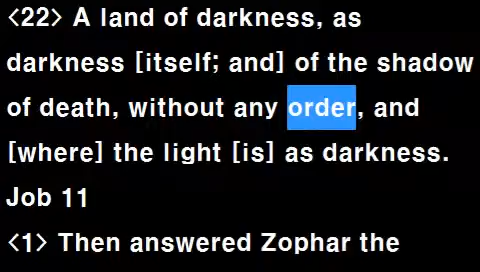 <22> A land of darkness, as
darkness [itself; and] of the shadow
of death, without any order, and
[where] the light [is] as darkness.
Job 11
<1> Then answered Zophar the